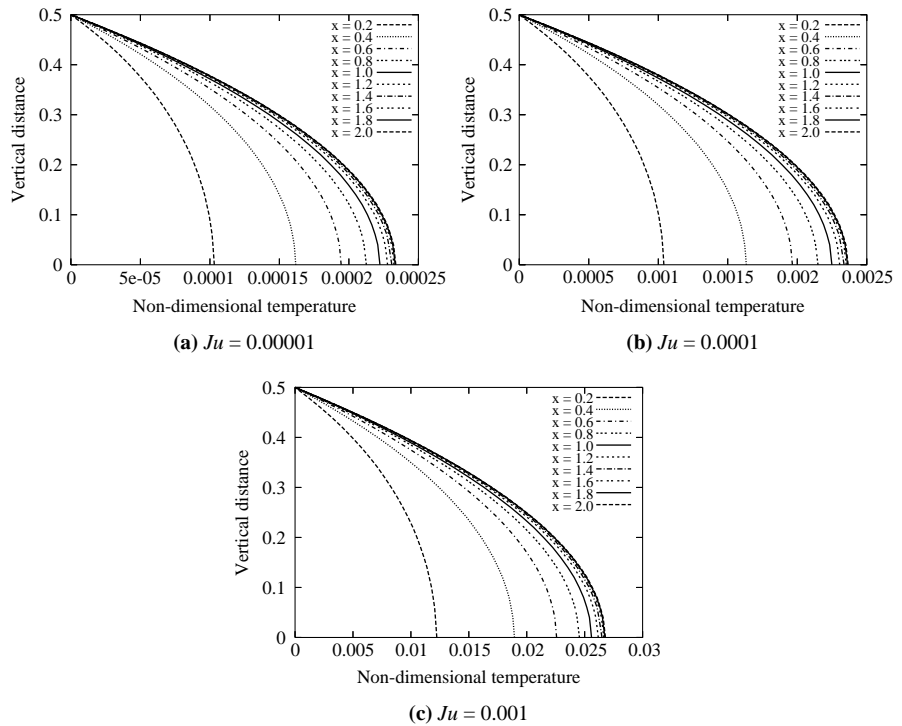 0.5
0.4
0.3
0.2
0.1
0
Vertical distance
0
5e-05
0.0001
0.00015
0.0002
0.00025
Non-dimensional temperature
x = 0.2
x = 0.4
x = 0.6
x = 0.8
x = 1.0
x = 1.2
x = 1.4
x = 1.6
x = 1.8
x = 2.0
(a) Ju = 0.00001
0.5
0.4
0.3
0.2
0.1
0
Vertical distance
0
0.0005
0.001
0.0015
0.002
0.0025
Non-dimensional temperature
x = 0.2
x = 0.4
x = 0.6
x = 0.8
x = 1.0
x = 1.2
x = 1.4
x = 1.6
x = 1.8
x = 2.0
(b) Ju = 0.0001
0.5
0.4
0.3
0.2
0.1
0
Vertical distance
0
0.005
0.01
0.015
0.02
0.025
0.03
Non-dimensional temperature
x = 0.2
x = 0.4
x = 0.6
x = 0.8
x = 1.0
x = 1.2
x = 1.4
x = 1.6
x = 1.8
x = 2.0
(c) Ju = 0.001